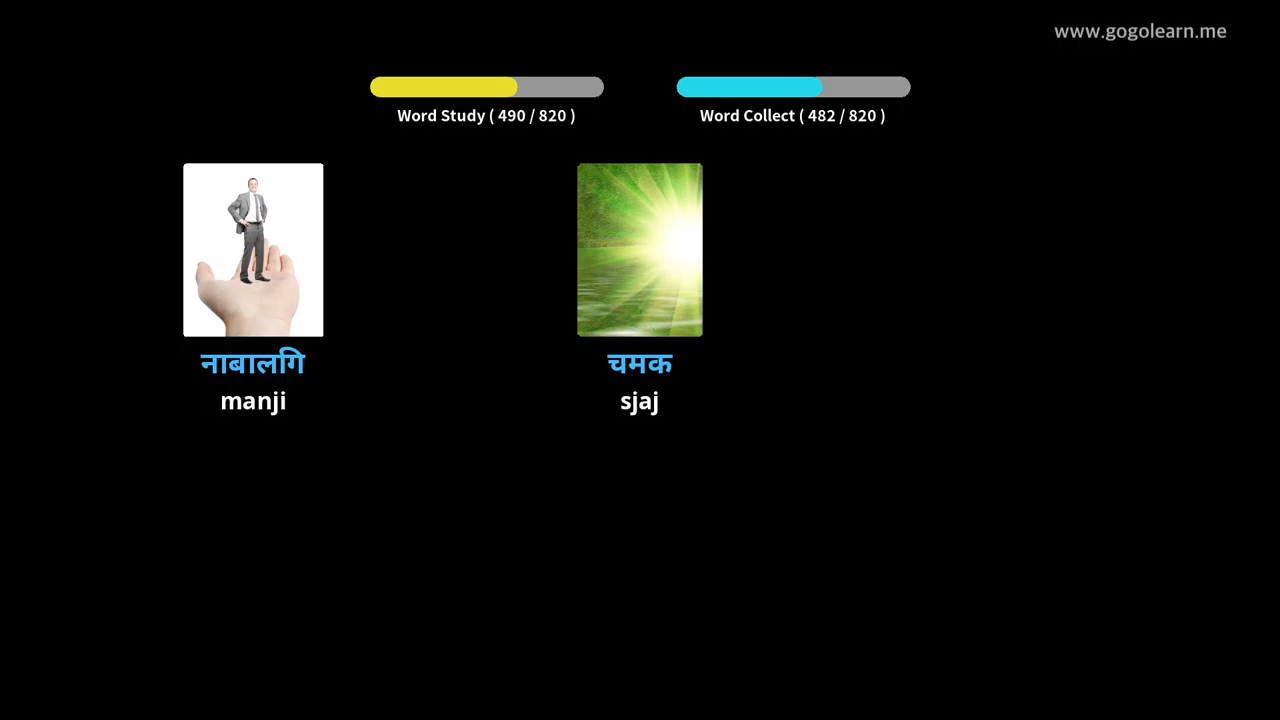 www.gogolearn.me
Word Study ( 490 / 820 )
Word Collect ( 482 / 820 )
नाबालगि
manji
चमक
sjaj